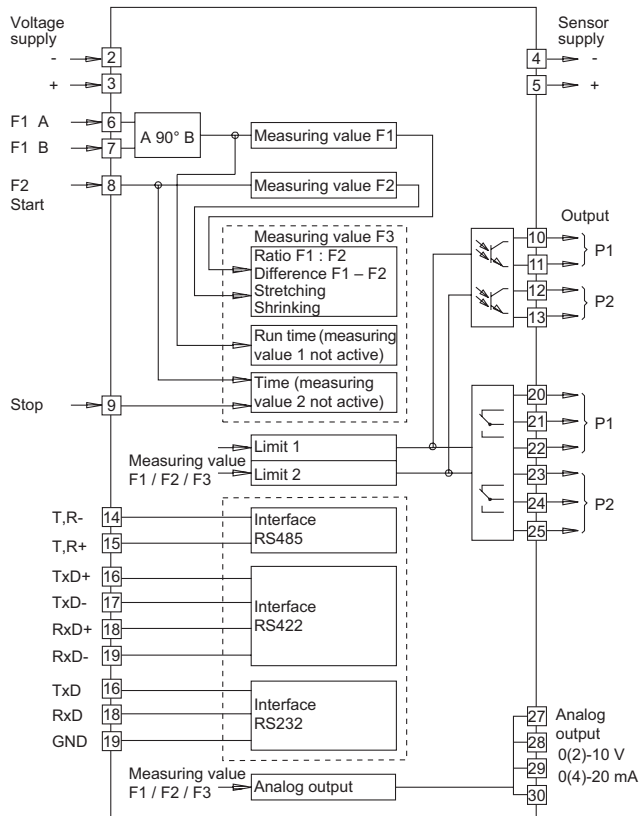 Voltage
supply
-
2
+
3
Sensor
supply
4
-
5
+
F1 A
6
F1 B
7
A 90° B
Measuring value F1
F2
8
Start
Measuring value F2
Measuring value F3
Ratio F1 : F2
Difference F1 – F2
Stretching
Shrinking
Run time (measuring
value 1 not active)
Time (measuring
value 2 not active)
Stop
9
Output
10
11
P1
12
13
P2
20
21
22
P1
23
24
25
P2
Measuring value
F1 / F2 / F3
Limit 1
Limit 2
T,R-
14
T,R+
15
Interface
RS485
TxD+
16
TxD-
17
RxD+
18
RxD-
19
Interface
RS422
TxD
16
RxD
18
GND
19
Interface
RS232
Measuring value
F1 / F2 / F3
Analog output
27
28
29
30
Analog
output
0(2)-10 V
0(4)-20 mA